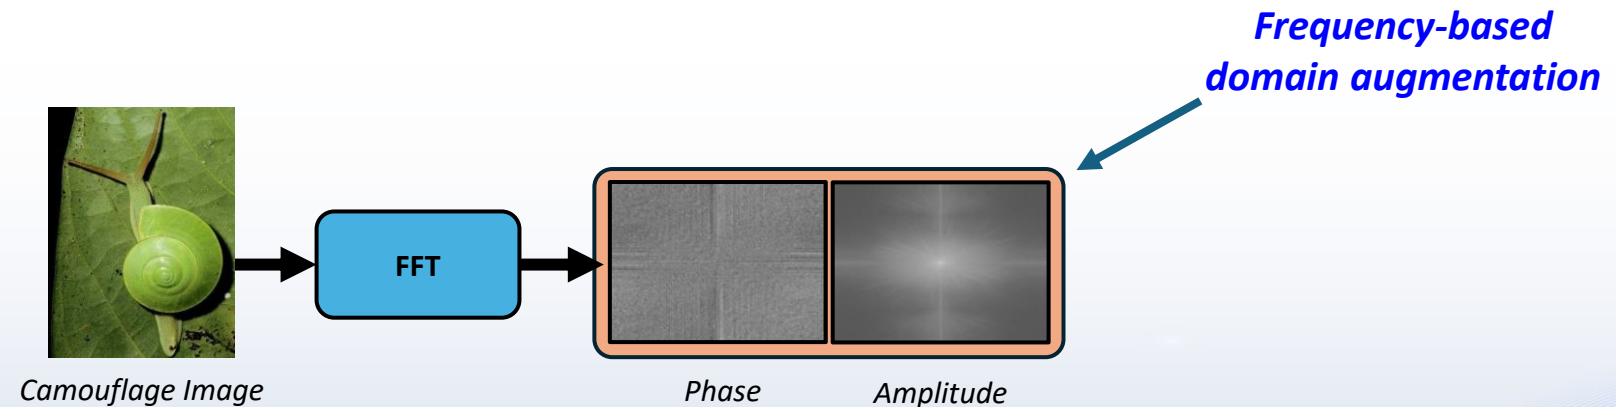 Frequency-based
domain augmentation
FFT
Camouflage Image
Phase
Amplitude